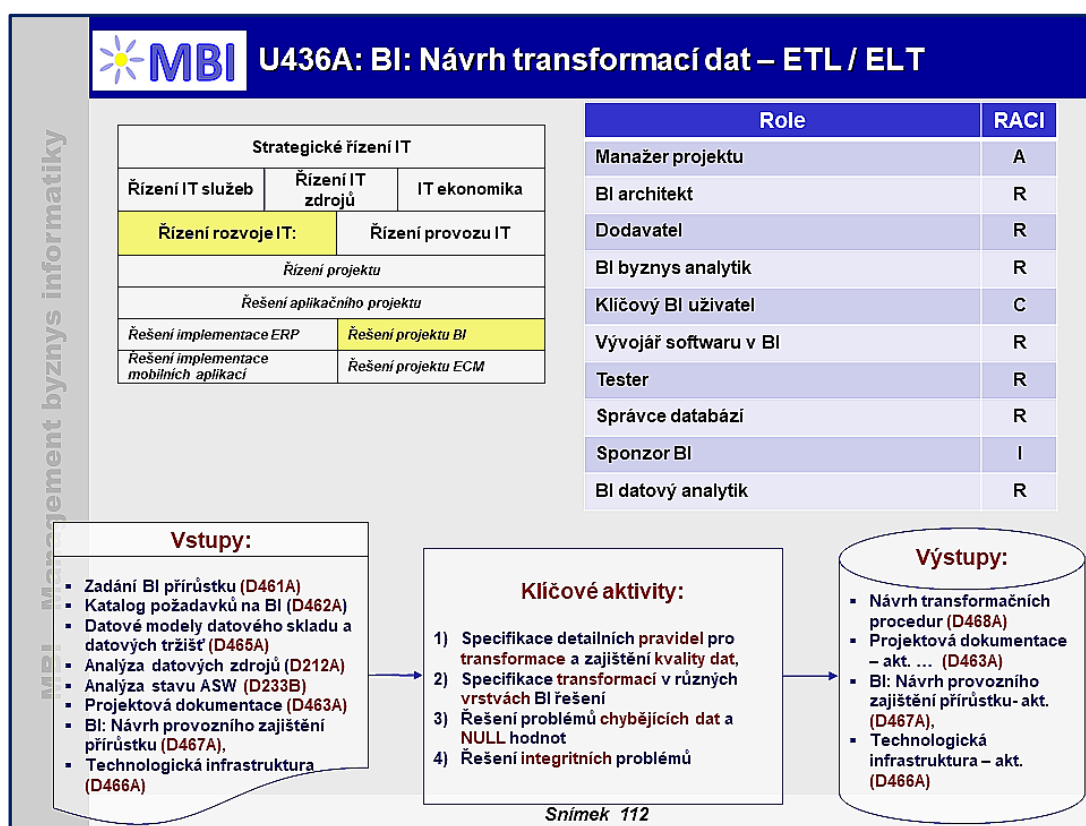 MBI
U436A: BI: Návrh transformací dat – ETL / ELT
MBI Management byznys informatiky
Strategické řízení IT
Řízení IT služeb
Řízení IT
zdrojů
IT ekonomika
Řízení rozvoje IT:
Řízení provozu IT
Řízení projektu
Řešení aplikačního projektu
Řešení implementace ERP
Řešení projektu BI
Řešení implementace
mobilních aplikací
Řešení projektu ECM
Role RACI
Manažer projektu A
BI architekt R
Dodavatel R
BI byznys analytik R
Klíčový BI uživatel C
Vývojář softwaru v BI R
Tester R
Správce databází R
Sponzor BI I
BI datový analytik R
Vstupy:
▪ Zadání BI přírůstku (D461A)
▪ Katalog požadavků na BI (D462A)
▪ Datové modely datového skladu a
datových tržišť (D465A)
▪ Analýza datových zdrojů (D212A)
▪ Analýza stavu ASW (D233B)
▪ Projektová dokumentace (D463A)
▪ BI: Návrh provozního zajištění
přírůstku (D467A),
▪ Technologická infrastruktura
(D466A)
Klíčové aktivity:
1) Specifikace detailních pravidel pro
transformace a zajištění kvality dat,
2) Specifikace transformací v různých
vrstvách BI řešení
3) Řešení problémů chybějících dat a
NULL hodnot
4) Řešení integritních problémů
Výstupy:
▪ Návrh transformačních
procedur (D468A)
▪ Projektová dokumentace
– akt. ... (D463A)
▪ BI: Návrh provozního
zajištění přírůstku- akt.
(D467A),
▪ Technologická
infrastruktura – akt.
(D466A)
Snímek 112